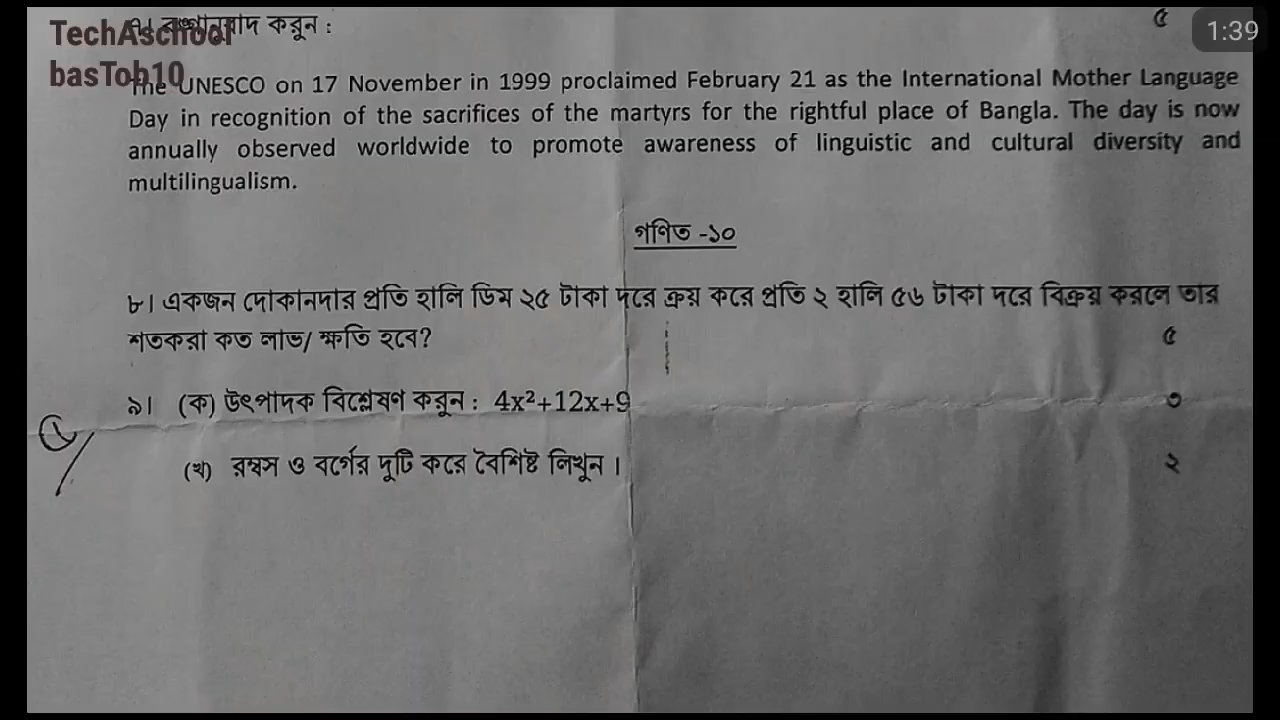 TechAschool
basTob10
1:39
৭। বঙ্গানুবাদ করুন : ৫
The UNESCO on 17 November in 1999 proclaimed February 21 as the International Mother Language
Day in recognition of the sacrifices of the martyrs for the rightful place of Bangla. The day is now
annually observed worldwide to promote awareness of linguistic and cultural diversity and
multilingualism.
গণিত -১০
৮। একজন দোকানদার প্রতি হালি ডিম ২৫ টাকা দরে ক্রয় করে প্রতি ২ হালি ৫৬ টাকা দরে বিক্রয় করলে তার
শতকরা কত লাভ/ ক্ষতি হবে? ৫
৯। (ক) উৎপাদক বিশ্লেষণ করুন : 4x²+12x+9 ৩
(খ) রম্বস ও বর্গের দুটি করে বৈশিষ্ট লিখুন । ২